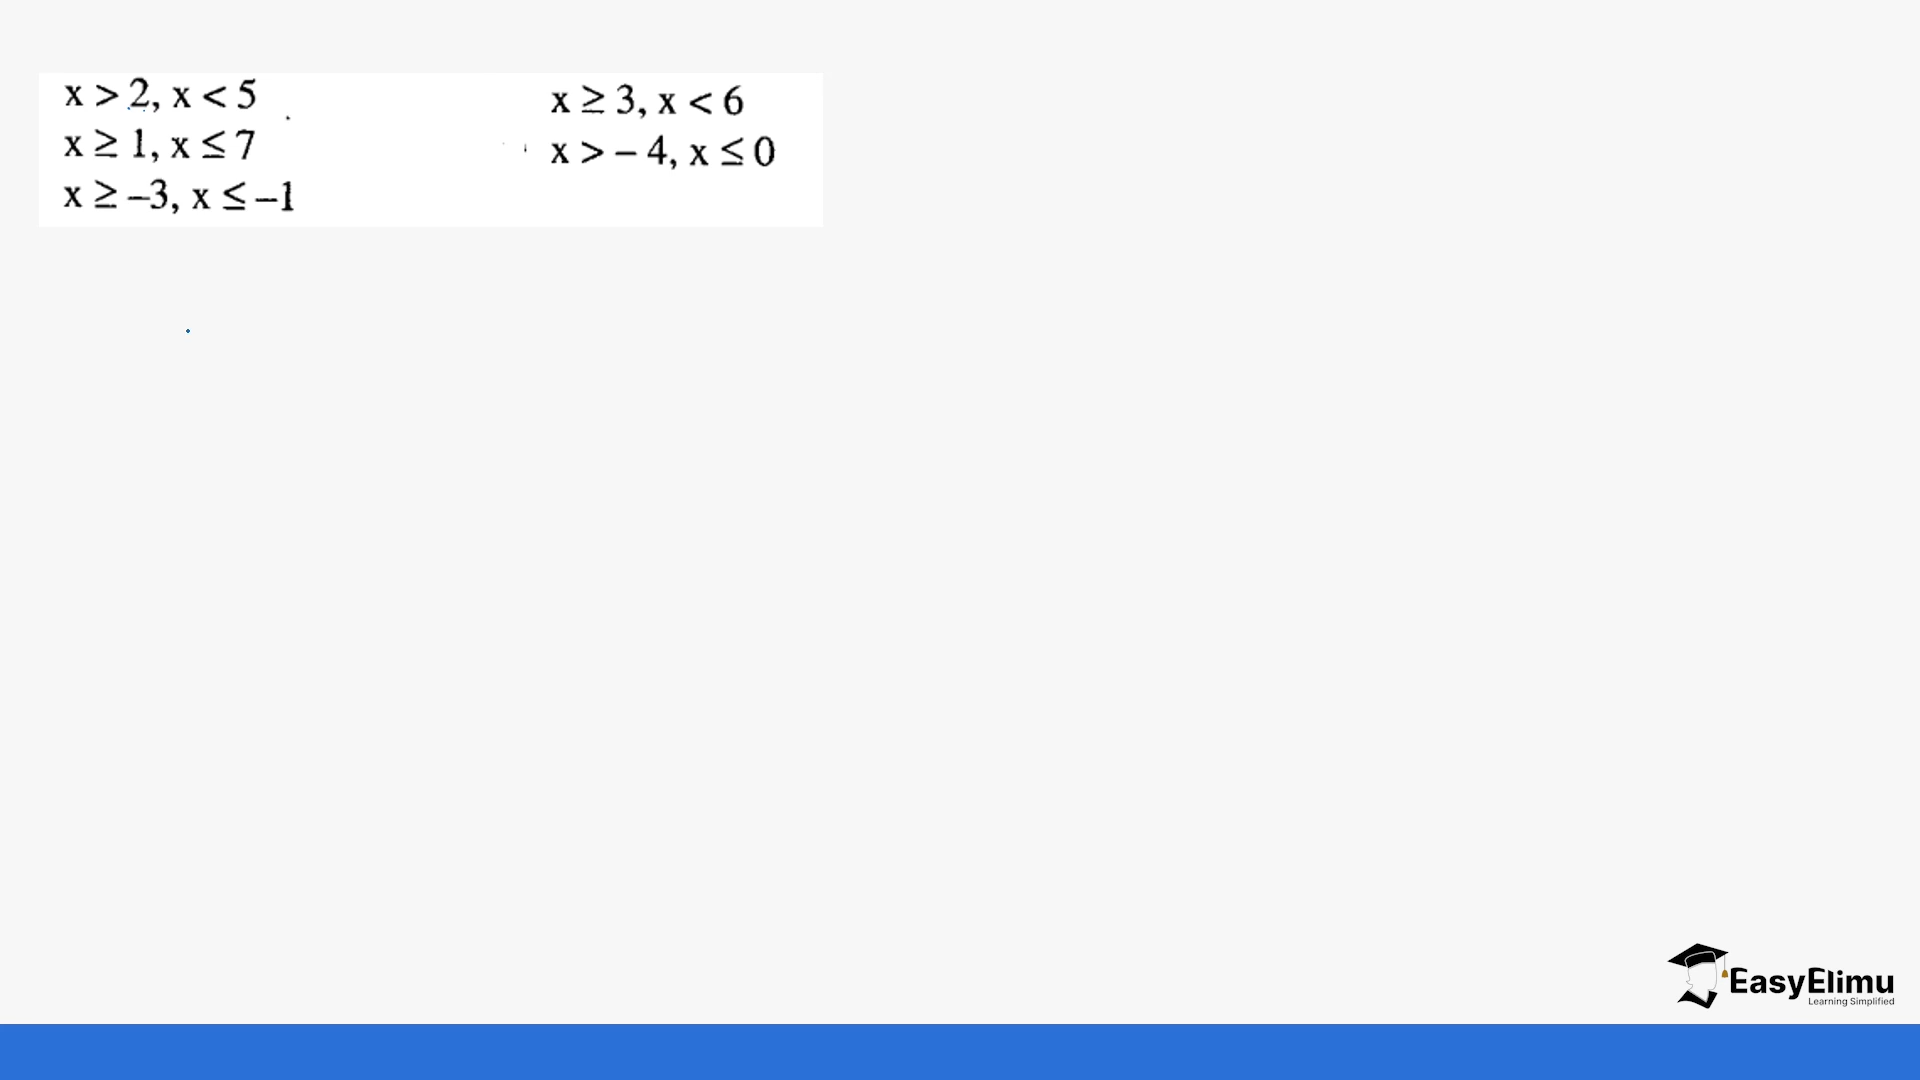 x > 2, x < 5
x ≥ 1, x ≤ 7
x ≥ –3, x ≤ –1
x ≥ 3, x < 6
x > – 4, x ≤ 0
EasyElimu
Learning Simplified